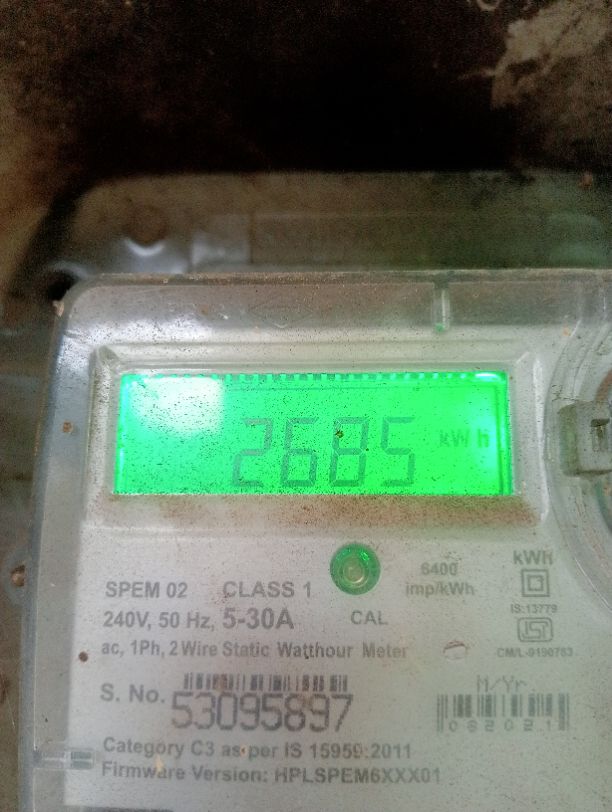 2685 kWh
6400
imp/kWh
KWH
SPEM 02 CLASS 1
240V, 50 Hz, 5-30A
CAL
IS:13779
ac, 1Ph, 2 Wire Static Watthour Meter
CM/L-9190783
S. No. 53095897
M/Yr
062021
Category C3 as per IS 15959:2011
Firmware Version: HPLSPEM6XXX01